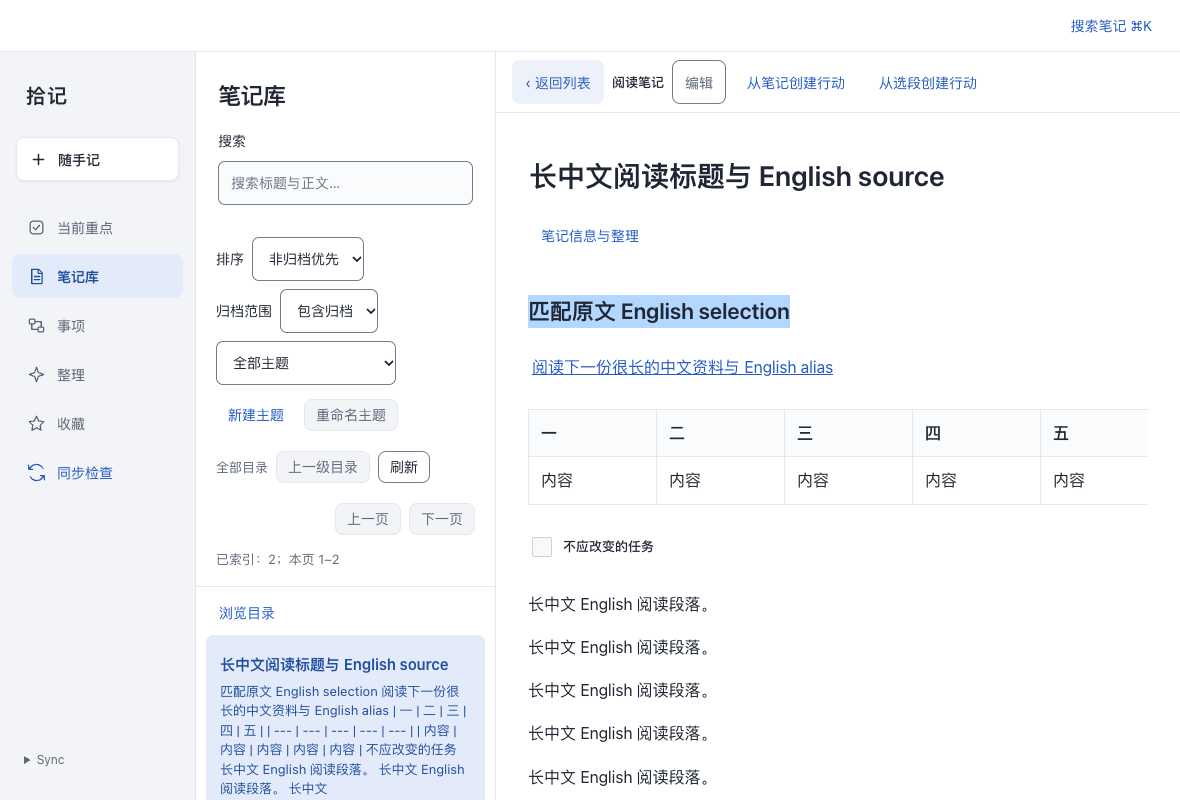 搜索笔记 ⌘K
拾记
+ 随手记
当前重点
笔记库
事项
整理
收藏
同步检查
Sync
笔记库
搜索
搜索标题与正文...
排序 非归档优先
归档范围 包含归档
全部主题
新建主题 重命名主题
全部目录 上一级目录 刷新
上一页 下一页
已索引：2；本页 1–2
浏览目录
长中文阅读标题与 English source
匹配原文 English selection 阅读下一份很
长的中文资料与 English alias | 一 | 二 | 三 |
四 | 五 | | --- | --- | --- | --- | --- | | 内容 |
内容 | 内容 | 内容 | 内容 | 不应改变的任务
长中文 English 阅读段落。 长中文 English
阅读段落。 长中文
‹ 返回列表 阅读笔记 编辑 从笔记创建行动 从选段创建行动
长中文阅读标题与 English source
笔记信息与整理
匹配原文 English selection
阅读下一份很长的中文资料与 English alias
一 二 三 四 五
内容 内容 内容 内容 内容
不应改变的任务
长中文 English 阅读段落。
长中文 English 阅读段落。
长中文 English 阅读段落。
长中文 English 阅读段落。
长中文 English 阅读段落。